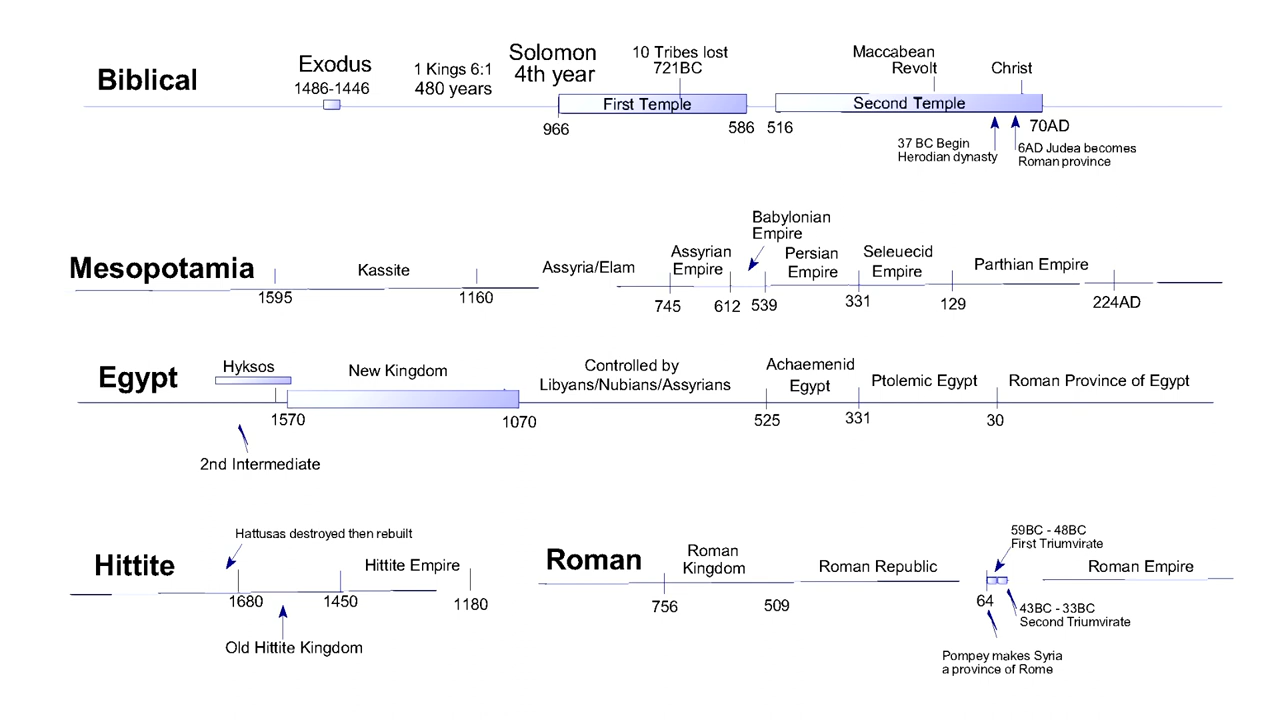 Biblical
Exodus
1486-1446
1 Kings 6:1
480 years
Solomon
4th year
10 Tribes lost
721BC
Maccabean
Revolt
Christ
First Temple
Second Temple
966
586
516
70AD
37 BC Begin
Herodian dynasty
6AD Judea becomes
Roman province
Mesopotamia
Kassite
Assyria/Elam
Assyrian
Empire
Babylonian
Empire
Persian
Empire
Seleuecid
Empire
Parthian Empire
1595
1160
745
612
539
331
129
224AD
Egypt
Hyksos
New Kingdom
Controlled by
Libyans/Nubians/Assyrians
Achaemenid
Egypt
Ptolemic Egypt
Roman Province of Egypt
1570
1070
525
331
30
2nd Intermediate
Hittite
Hattusas destroyed then rebuilt
Hittite Empire
1680
1450
1180
Old Hittite Kingdom
Roman
Roman
Kingdom
Roman Republic
59BC - 48BC
First Triumvirate
Roman Empire
756
509
64
43BC - 33BC
Second Triumvirate
Pompey makes Syria
a province of Rome